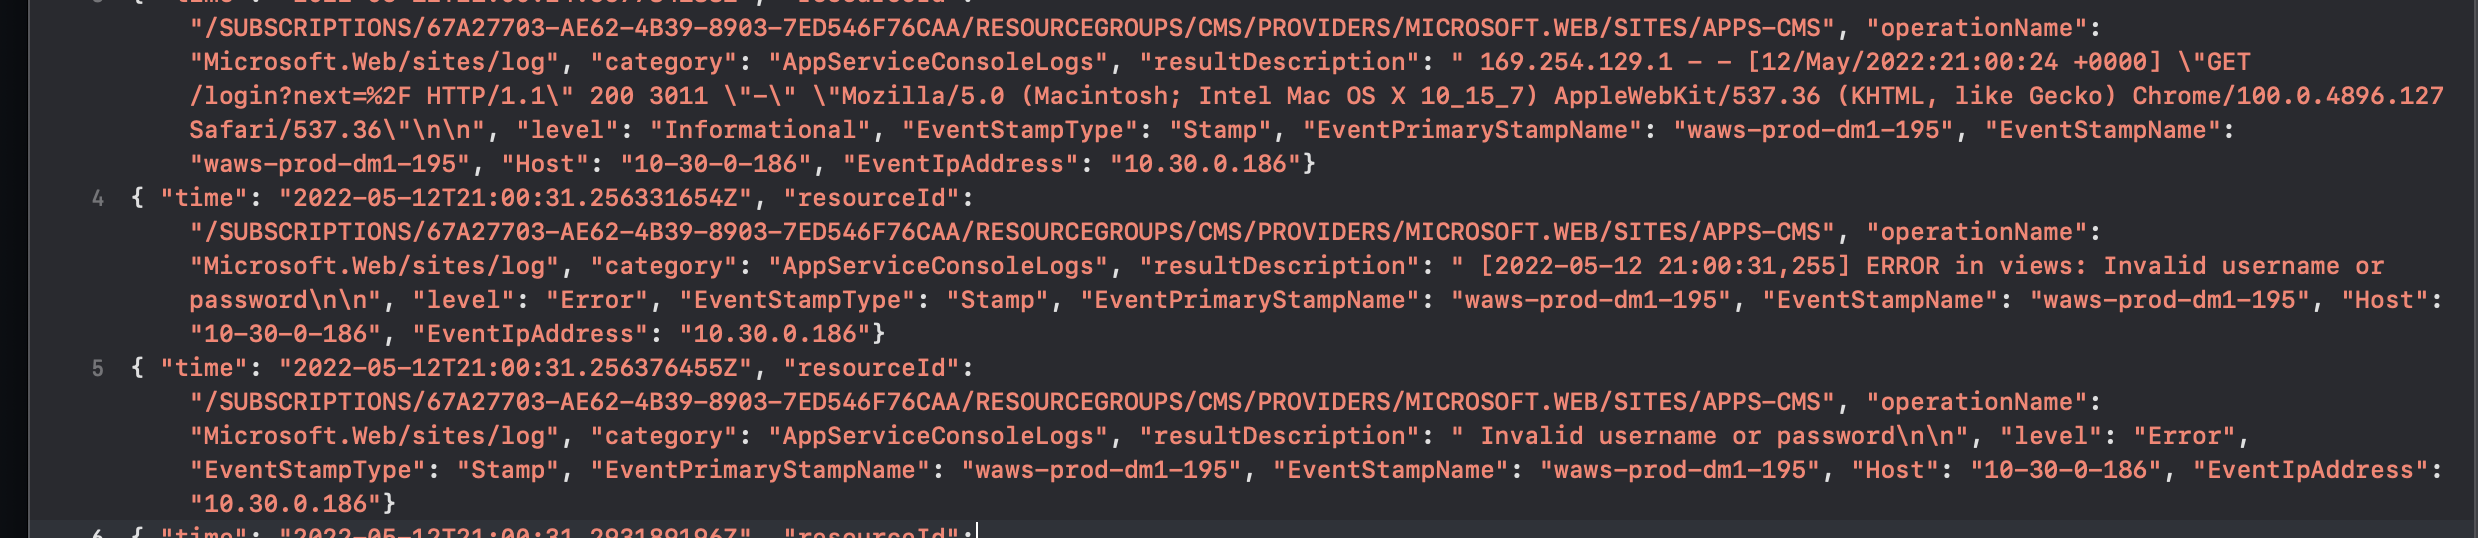 "/SUBSCRIPTIONS/67A27703-AE62-4B39-8903-7ED546F76CAA/RESOURCEGROUPS/CMS/PROVIDERS/MICROSOFT.WEB/SITES/APPS-CMS", "operationName":
"Microsoft.Web/sites/log", "category": "AppServiceConsoleLogs", "resultDescription": " 169.254.129.1 - - [12/May/2022:21:00:24 +0000] \"GET
/login?next=%2F HTTP/1.1\" 200 3011 \"-\" \"Mozilla/5.0 (Macintosh; Intel Mac OS X 10_15_7) AppleWebKit/537.36 (KHTML, like Gecko) Chrome/100.0.4896.127
Safari/537.36\"\n\n", "level": "Informational", "EventStampType": "Stamp", "EventPrimaryStampName": "waws-prod-dm1-195", "EventStampName":
"waws-prod-dm1-195", "Host": "10-30-0-186", "EventIpAddress": "10.30.0.186"}
4 { "time": "2022-05-12T21:00:31.256331654Z", "resourceId":
"/SUBSCRIPTIONS/67A27703-AE62-4B39-8903-7ED546F76CAA/RESOURCEGROUPS/CMS/PROVIDERS/MICROSOFT.WEB/SITES/APPS-CMS", "operationName":
"Microsoft.Web/sites/log", "category": "AppServiceConsoleLogs", "resultDescription": " [2022-05-12 21:00:31,255] ERROR in views: Invalid username or
password\n\n", "level": "Error", "EventStampType": "Stamp", "EventPrimaryStampName": "waws-prod-dm1-195", "EventStampName": "waws-prod-dm1-195", "Host":
"10-30-0-186", "EventIpAddress": "10.30.0.186"}
5 { "time": "2022-05-12T21:00:31.256376455Z", "resourceId":
"/SUBSCRIPTIONS/67A27703-AE62-4B39-8903-7ED546F76CAA/RESOURCEGROUPS/CMS/PROVIDERS/MICROSOFT.WEB/SITES/APPS-CMS", "operationName":
"Microsoft.Web/sites/log", "category": "AppServiceConsoleLogs", "resultDescription": " Invalid username or password\n\n", "level": "Error",
"EventStampType": "Stamp", "EventPrimaryStampName": "waws-prod-dm1-195", "EventStampName": "waws-prod-dm1-195", "Host": "10-30-0-186", "EventIpAddress":
"10.30.0.186"}
6 { "time": "2022-05-12T21:00:31.293189196Z", "resourceId":